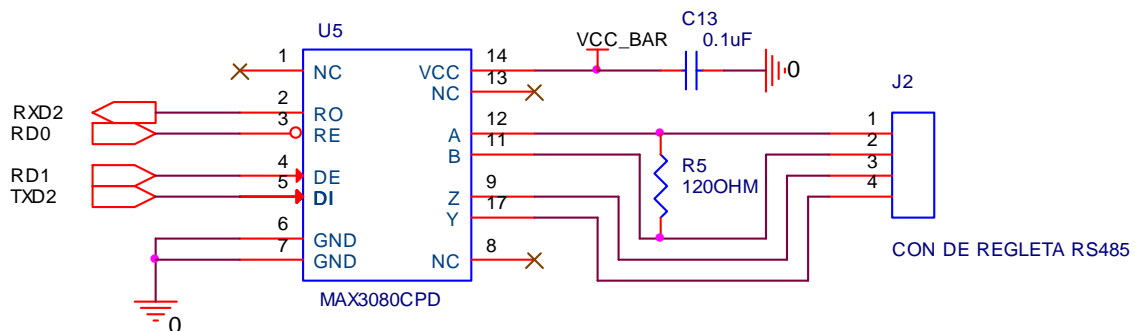 U5
C13
0.1uF
VCC_BAR
0
J2
1
NC
VCC
14
NC
13
RXD2
2
RO
RD0
3
RE
A
12
B
11
R5
120OHM
RD1
4
DE
TXD2
5
DI
Z
9
Y
17
6
GND
7
GND
NC
8
1
2
3
4
CON DE REGLETA RS485
MAX3080CPD
0